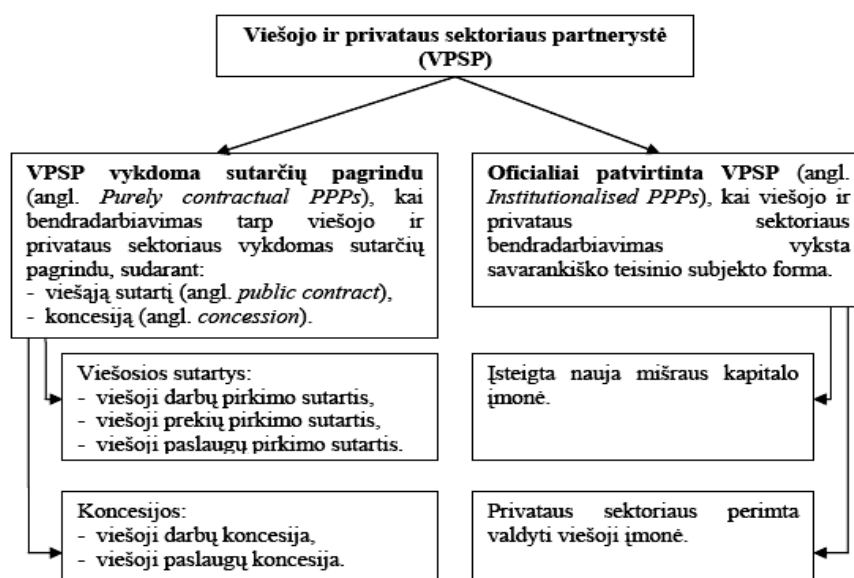 Viešojo ir privataus sektoriaus partnerystė
(VPSP)
VPSP vykdoma sutarčių pagrindu
(angl. Purely contractual PPPs), kai
bendradarbiavimas tarp viešojo ir
privataus sektoriaus vykdomas sutarčių
pagrindu, sudarant:
- viešąją sutartį (angl. public contract),
- koncesiją (angl. concession).
Oficialiai patvirtinta VPSP (angl.
Institutionalised PPPs), kai viešojo ir
privataus sektoriaus
bendradarbiavimas vyksta
savarankiško teisinio subjekto forma.
Viešosios sutartys:
- viešoji darbų pirkimo sutartis,
- viešoji prekių pirkimo sutartis,
- viešoji paslaugų pirkimo sutartis.
Įsteigta nauja mišraus kapitalo
įmonė.
Koncesijos:
- viešoji darbų koncesija,
- viešoji paslaugų koncesija.
Privataus sektoriaus perimta
valdyti viešoji įmonė.